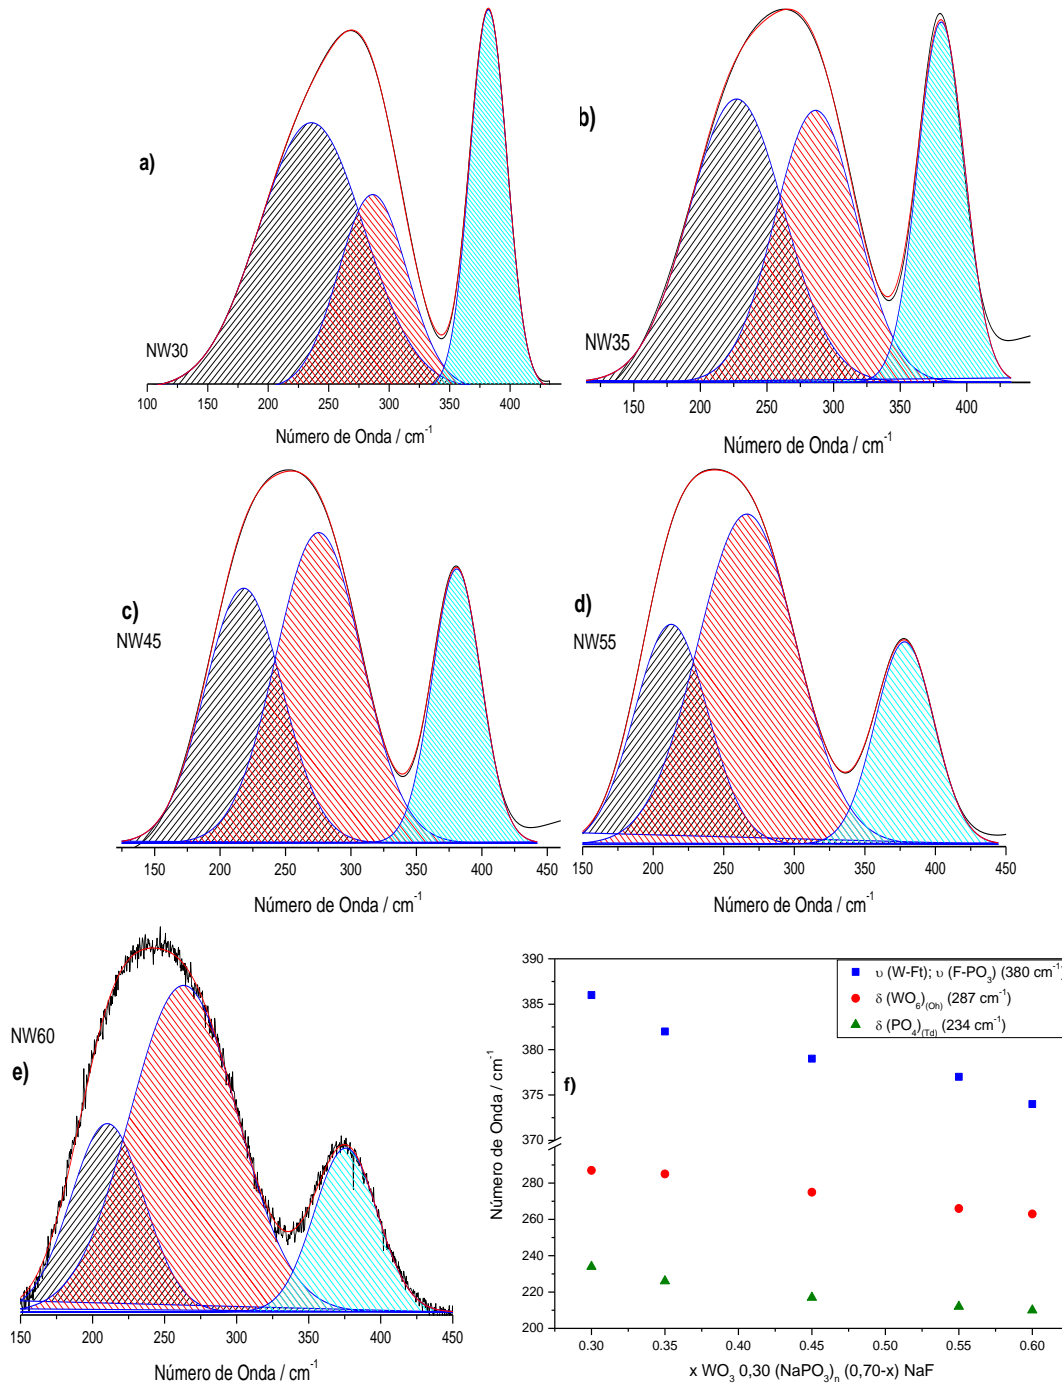 a)
NW30
100 150 200 250 300 350 400
Número de Onda / cm⁻¹
b)
NW35
150 200 250 300 350 400
Número de Onda / cm⁻¹
c)
NW45
150 200 250 300 350 400 450
Número de Onda / cm⁻¹
d)
NW55
150 200 250 300 350 400 450
Número de Onda / cm⁻¹
NW60
e)
150 200 250 300 350 400 450
Número de Onda / cm⁻¹
υ (W-Ft); υ (F-PO₃) (380 cm⁻¹)
δ (WO₆)(Oh) (287 cm⁻¹)
δ (PO₄)(Td) (234 cm⁻¹)
f)
Número de Onda / cm⁻¹
390
385
380
375
370
280
260
240
220
200
0.30 0.35 0.40 0.45 0.50 0.55 0.60
x WO₃ 0,30 (NaPO₃)ₙ (0,70-x) NaF